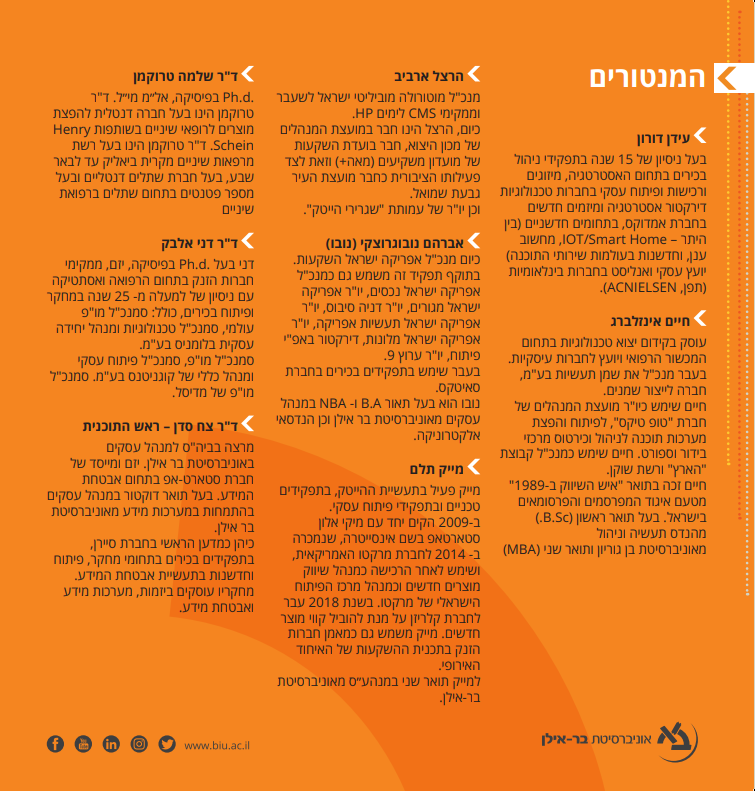 המנטורים
עידן דורון
בעל ניסיון של 15 שנה בתפקידי ניהול
בכירים בתחום האסטרטגיה, מיזוגים
ורכישות ופיתוח עסקי בחברות טכנולוגיות
דירקטור אסטרטגיה ומיזמים חדשים
בחברת אמדוקס, בתחומים חדשניים (בין
היתר – IOT/Smart Home, מחשוב
ענן, וחדשנות בעולמות שירותי התוכנה)
יועץ עסקי ואנליסט בחברות בינלאומיות
(תפן, ACNIELSEN).
חיים אינזלברג
עוסק בקידום יצוא טכנולוגיות בתחום
המכשור הרפואי ויועץ לחברות עיסקיות.
בעבר מנכ"ל את שמן תעשיות בע"מ,
חברה לייצור שמנים.
חיים שימש כיו"ר מועצת המנהלים של
חברת "טופ טיקס", לפיתוח והפצת
מערכות תוכנה לניהול וכירטוס מרכזי
בידור וספורט. חיים שימש כמנכ"ל קבוצת
"הארץ" ורשת שוקן.
חיים זכה בתואר "איש השיווק ב-1989"
מטעם איגוד המפרסמים והפרסומאים
בישראל. בעל תואר ראשון (B.Sc.)
מהנדס תעשיה וניהול
מאוניברסיטת בן גוריון ותואר שני (MBA)
הרצל ארביב
מנכ"ל מוטורולה מוביליטי ישראל לשעבר
וממקימי CMS לימים HP.
כיום, הרצל הינו חבר במועצת המנהלים
של מכון היצוא, חבר בועדת השקעות
של מועדון משקיעים (מאה+) וזאת לצד
פעילותו הציבורית כחבר מועצת העיר
גבעת שמואל.
וכן יו"ר של עמותת "שגרירי הייטק".
אברהם נובוגרוצקי (נובו)
כיום מנכ"ל אפריקה ישראל השקעות.
בתוקף תפקיד זה משמש גם כמנכ"ל
אפריקה ישראל נכסים, יו"ר אפריקה
ישראל מגורים, יו"ר דניה סיבוס, יו"ר
אפריקה ישראל תעשיות אפריקה, יו"ר
אפריקה ישראל מלונות, דירקטור באפ"י
פיתוח, יו"ר ערוץ 9.
בעבר שימש בתפקידים בכירים בחברת
סאיטקס.
נובו הוא בעל תאור B.A ו- NBA במנהל
עסקים מאוניברסיטת בר אילן וכן הנדסאי
אלקטרוניקה.
מייק תלם
מייק פעיל בתעשיית ההייטק, בתפקידים
טכניים ובתפקידי פיתוח עסקי.
ב-2009 הקים יחד עם מיקי אלון
סטארטאפ בשם אינסייטרה, שנמכרה
ב- 2014 לחברת מרקטו האמריקאית,
ושימש לאחר הרכישה כמנהל שיווק
מוצרים חדשים וכמנהל מרכז הפיתוח
הישראלי של מרקטו. בשנת 2018 עבר
לחברת קלריזן על מנת להוביל קווי מוצר
חדשים. מייק משמש גם כמאמן חברות
הזנק בתכנית ההשקעות של האיחוד
האירופי.
למייק תואר שני במנהע״ס מאוניברסיטת
בר-אילן.
ד"ר שלמה טרוקמן
Ph.d. בפיסיקה, אל״מ מי״ל. ד"ר
טרוקמן הינו בעל חברה דנטלית להפצת
מוצרים לרופאי שיניים בשותפות Henry
Schein. ד"ר טרוקמן הינו בעל רשת
מרפאות שיניים מקרית ביאליק עד לבאר
שבע, בעל חברת שתלים דנטליים ובעל
מספר פטנטים בתחום שתלים ברפואת
שיניים
ד"ר דני אלבק
דני בעל Ph.d. בפיסיקה, יזם, ממקימי
חברות הזנק בתחום הרפואה ואסתטיקה
עם ניסיון של למעלה מ- 25 שנה במחקר
ופיתוח בכירים, כולל: סמנכ"ל מו"פ
עולמי, סמנכ"ל טכנולוגיות ומנהל יחידה
עסקית בלומניס בע"מ.
סמנכ"ל מו"פ, סמנכ"ל פיתוח עסקי
ומנהל כללי של קוגניטנס בע"מ. סמנכ"ל
מו"פ של מדיסל.
ד"ר צח סדן – ראש התוכנית
מרצה בביה"ס למנהל עסקים
באוניברסיטת בר אילן. יזם ומייסד של
חברת סטארט-אפ בתחום אבטחת
המידע. בעל תואר דוקטור במנהל עסקים
בהתמחות במערכות מידע מאוניברסיטת
בר אילן.
כיהן כמדען הראשי בחברת סיירן,
בתפקידים בכירים בתחומי מחקר, פיתוח
וחדשנות בתעשיית אבטחת המידע.
מחקריו עוסקים ביזמות, מערכות מידע
ואבטחת מידע.
אוניברסיטת בר-אילן
www.biu.ac.il